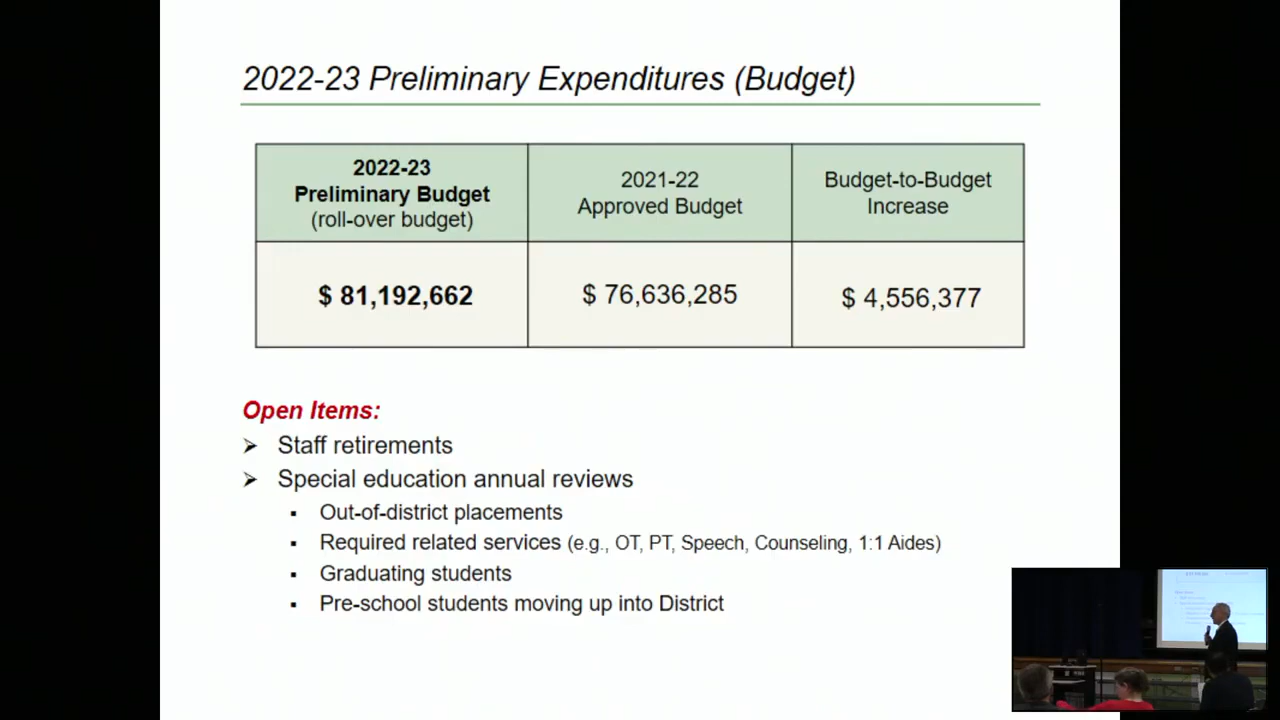 2022-23 Preliminary Expenditures (Budget)
2022-23
Preliminary Budget
(roll-over budget)
2021-22
Approved Budget
Budget-to-Budget
Increase
$ 81,192,662
$ 76,636,285
$ 4,556,377
Open Items:
➢ Staff retirements
➢ Special education annual reviews
▪ Out-of-district placements
▪ Required related services (e.g., OT, PT, Speech, Counseling, 1:1 Aides)
▪ Graduating students
▪ Pre-school students moving up into District